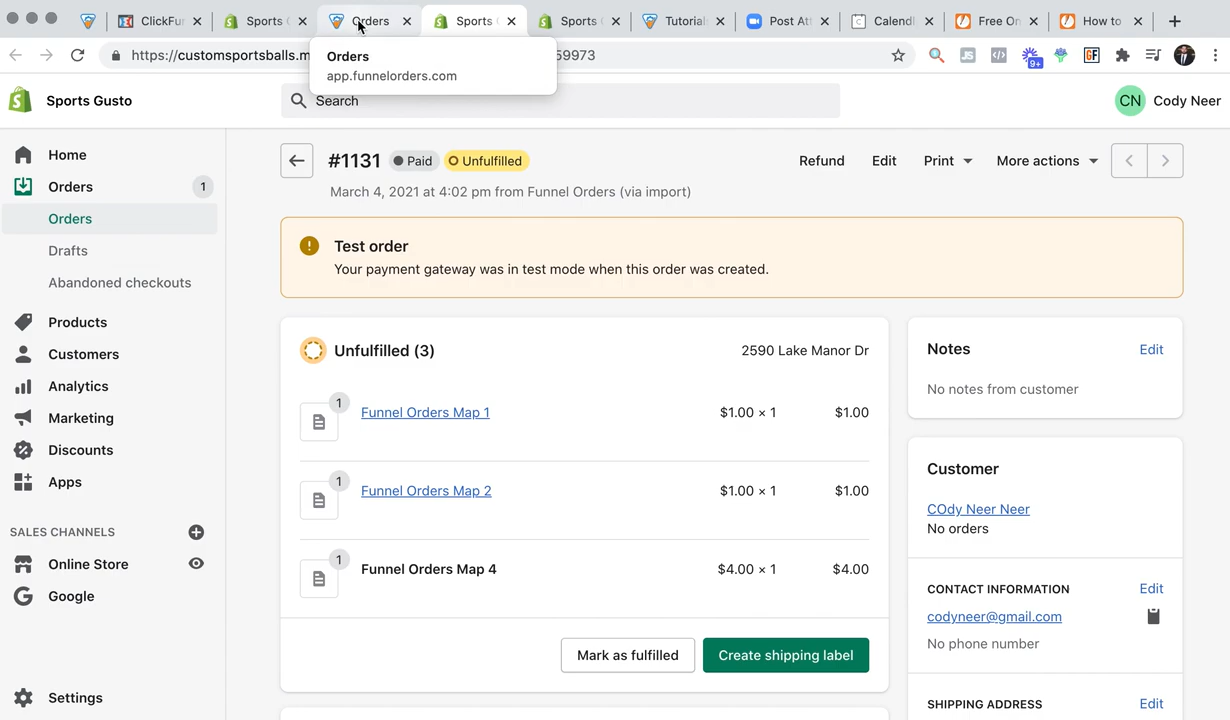 ClickFu
Sports
Orders
Sports
Sports
Tutorial
Post At
Calend
Free On
How to
https://customsportsballs.m
59973
JS
9+
GF
Orders
app.funnelorders.com
Sports Gusto
Search
CN
Cody Neer
Home
Orders
1
Orders
Drafts
Abandoned checkouts
Products
Customers
Analytics
Marketing
Discounts
Apps
SALES CHANNELS
Online Store
Google
Settings
#1131
Paid
Unfulfilled
Refund
Edit
Print
More actions
March 4, 2021 at 4:02 pm from Funnel Orders (via import)
Test order
Your payment gateway was in test mode when this order was created.
Unfulfilled (3)
2590 Lake Manor Dr
1
Funnel Orders Map 1
$1.00 × 1
$1.00
1
Funnel Orders Map 2
$1.00 × 1
$1.00
1
Funnel Orders Map 4
$4.00 × 1
$4.00
Mark as fulfilled
Create shipping label
Notes
Edit
No notes from customer
Customer
COdy Neer Neer
No orders
CONTACT INFORMATION
Edit
codyneer@gmail.com
No phone number
SHIPPING ADDRESS
Edit